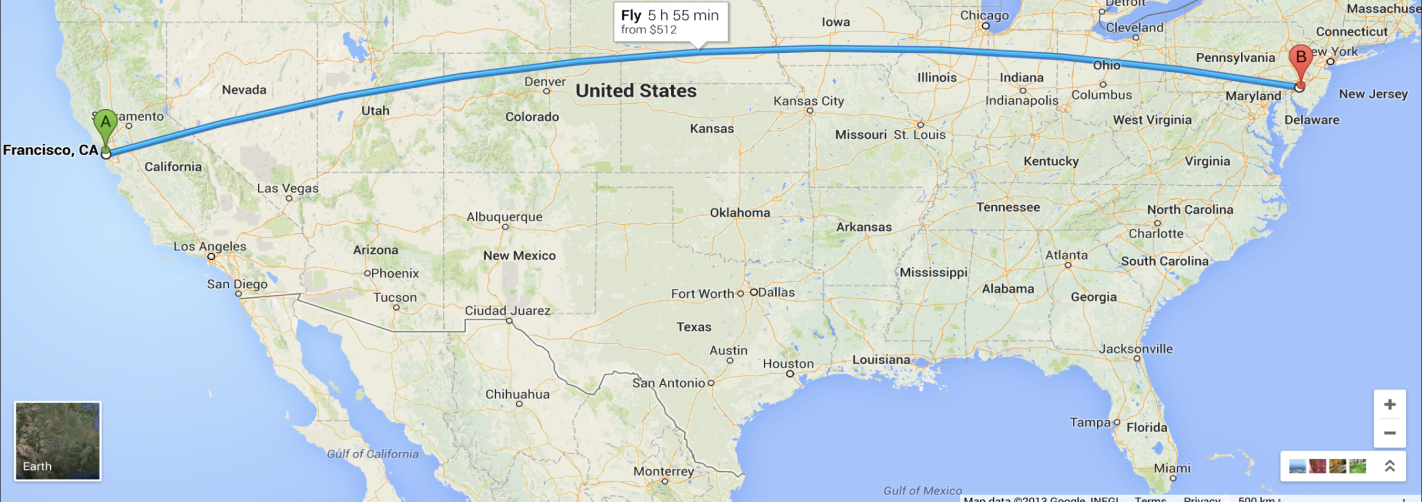 Fly 5 h 55 min
from $512
Detroit
Chicago
Iowa
Massachuse
Cleveland
Connecticut
Pennsylvania
ew York
Ohio
Nevada
Denver
United States
Illinois
Indiana
Indianapolis
Columbus
Maryland
New Jersey
Utah
Colorado
Kansas City
A
B
amento
Kansas
Missouri
St. Louis
West Virginia
Delaware
Francisco, CA
California
Kentucky
Virginia
Las Vegas
Albuquerque
Oklahoma
Tennessee
North Carolina
Arkansas
Charlotte
Los Angeles
Arizona
New Mexico
Atlanta
South Carolina
Phoenix
Mississippi
San Diego
Tucson
Fort Worth
Dallas
Alabama
Georgia
Ciudad Juarez
Texas
Austin
Jacksonville
Houston
Louisiana
San Antonio
Chihuahua
Tampa
Florida
Gulf of California
Earth
Monterrey
Miami
Gulf of Mexico
+
−
Map data ©2013 Google, INEGI Terms Privacy 500 km